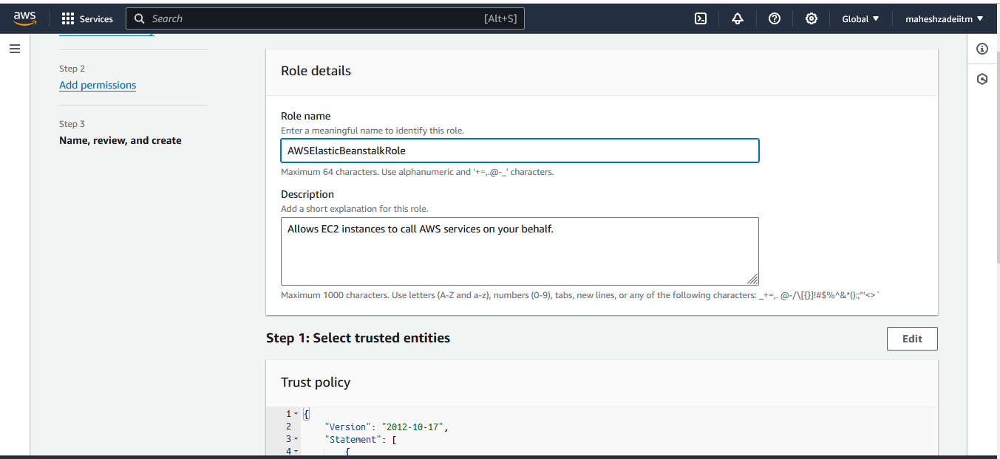 aws
Services
Search
[Alt+S]
Global
maheshzadeiitm
Step 2
Add permissions
Step 3
Name, review, and create
Role details
Role name
Enter a meaningful name to identify this role.
AWSElasticBeanstalkRole
Maximum 64 characters. Use alphanumeric and '+=,.@-_' characters.
Description
Add a short explanation for this role.
Allows EC2 instances to call AWS services on your behalf.
Maximum 1000 characters. Use letters (A-Z and a-z), numbers (0-9), tabs, new lines, or any of the following characters: _+=,. @-/\[{}]!#$%^&*();:"'<>`
Step 1: Select trusted entities
Edit
Trust policy
1 {
2 "Version": "2012-10-17",
3 "Statement": [
4 {